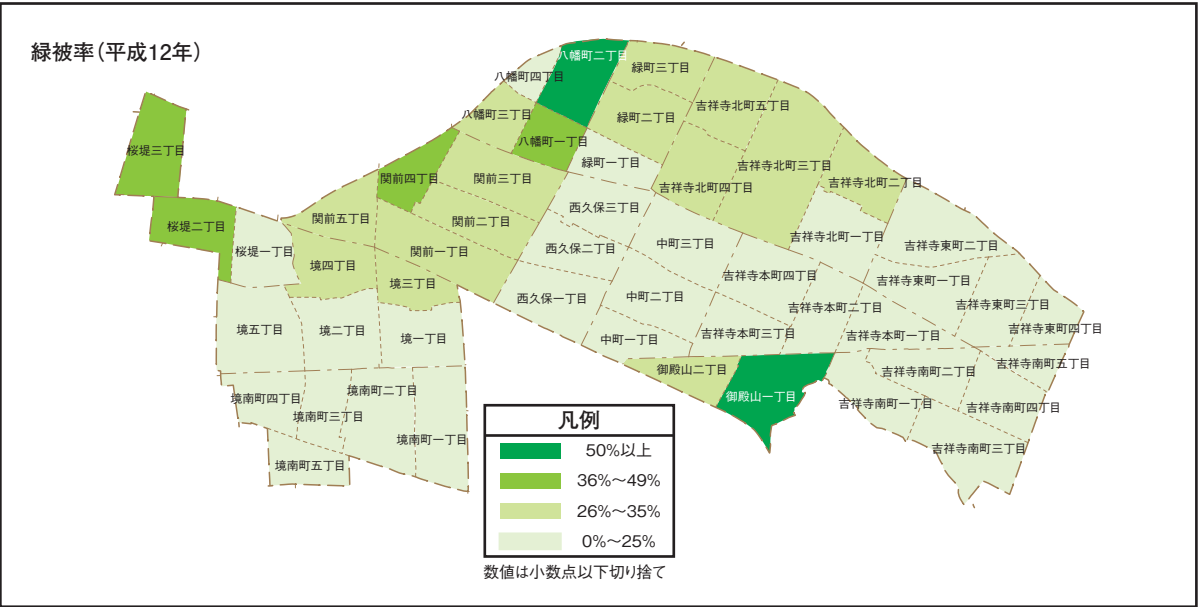 緑被率(平成12年)
八幡町二丁目
八幡町四丁目
緑町三丁目
吉祥寺北町五丁目
八幡町三丁目
緑町二丁目
八幡町一丁目
桜堤三丁目
緑町一丁目
吉祥寺北町三丁目
関前四丁目
関前三丁目
吉祥寺北町四丁目
吉祥寺北町二丁目
西久保三丁目
関前五丁目
関前二丁目
桜堤二丁目
吉祥寺北町一丁目
中町三丁目
吉祥寺東町二丁目
西久保二丁目
桜堤一丁目
関前一丁目
境四丁目
吉祥寺本町四丁目
吉祥寺東町一丁目
境三丁目
西久保一丁目
中町二丁目
吉祥寺東町三丁目
吉祥寺本町二丁目
境五丁目
境二丁目
吉祥寺東町四丁目
吉祥寺本町三丁目
吉祥寺本町一丁目
境一丁目
中町一丁目
吉祥寺南町五丁目
御殿山二丁目
吉祥寺南町二丁目
境南町二丁目
御殿山一丁目
境南町四丁目
吉祥寺南町一丁目
吉祥寺南町四丁目
境南町三丁目
境南町一丁目
吉祥寺南町三丁目
境南町五丁目
凡例
50%以上
36%〜49%
26%〜35%
0%〜25%
数値は小数点以下切り捨て